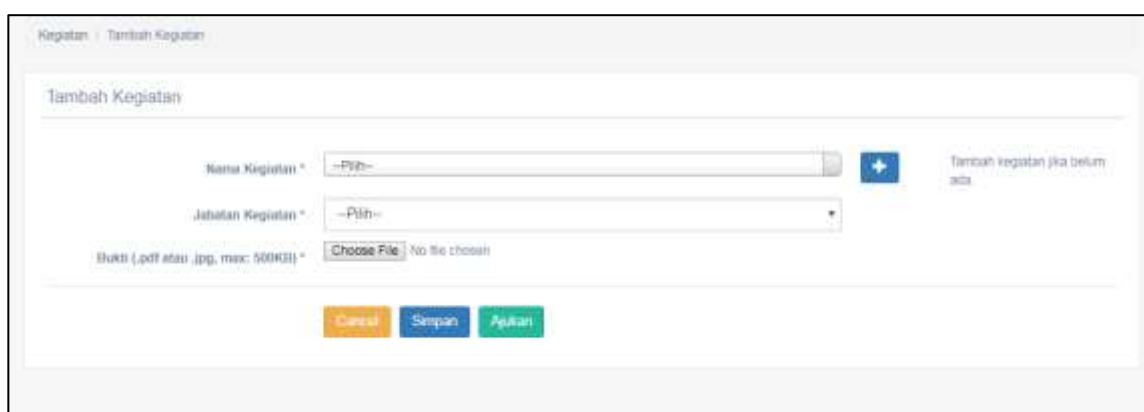 Kegiatan / Tambah Kegiatan
Tambah Kegiatan
Nama Kegiatan * --Pilih-- + Tambah kegiatan jika belum
ada
Jabatan Kegiatan * --Pilih--
Bukti (.pdf atau .jpg, max: 500KB) * Choose File No file chosen
Cancel Simpan Ajukan